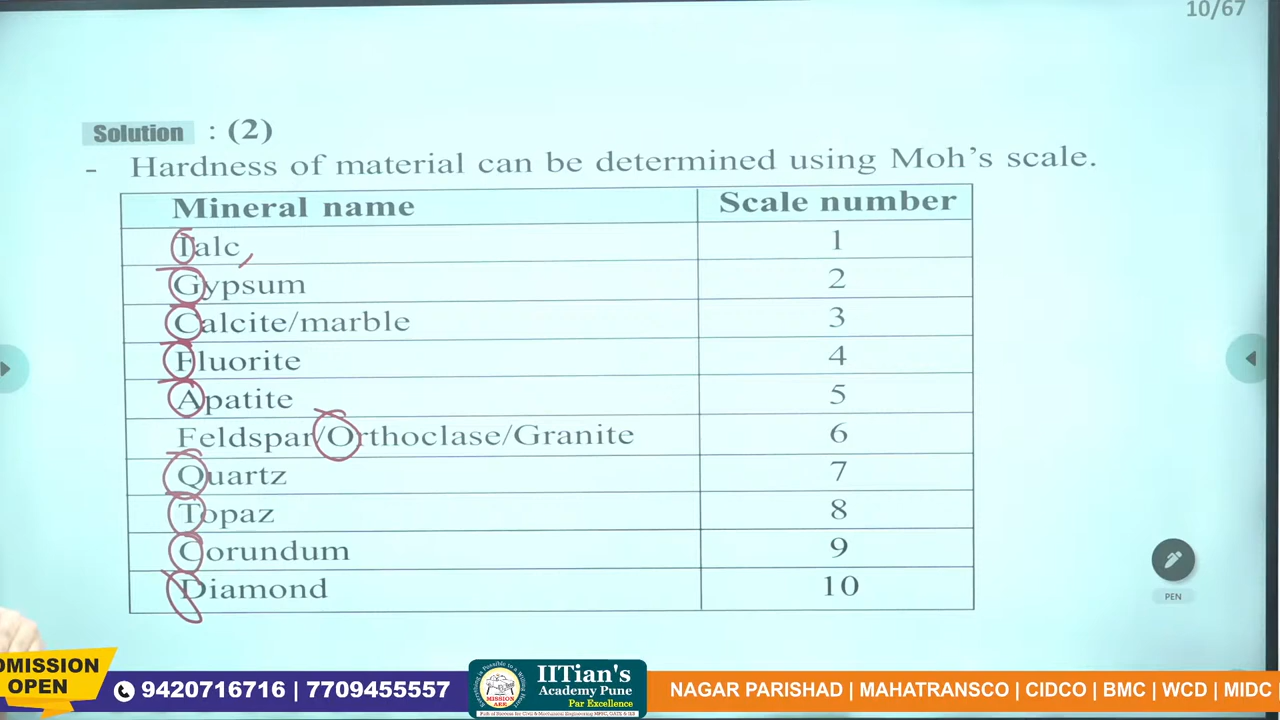 10/67
Solution : (2)
- Hardness of material can be determined using Moh's scale.
Mineral name Scale number
Talc 1
Gypsum 2
Calcite/marble 3
Fluorite 4
Apatite 5
Feldspar/Orthoclase/Granite 6
Quartz 7
Topaz 8
Corundum 9
Diamond 10
PEN
DMISSION
OPEN
9420716716 | 7709455557
MISSION
IITian's
Academy Pune
Par Excellence
NAGAR PARISHAD | MAHATRANSCO | CIDCO | BMC | WCD | MIDC